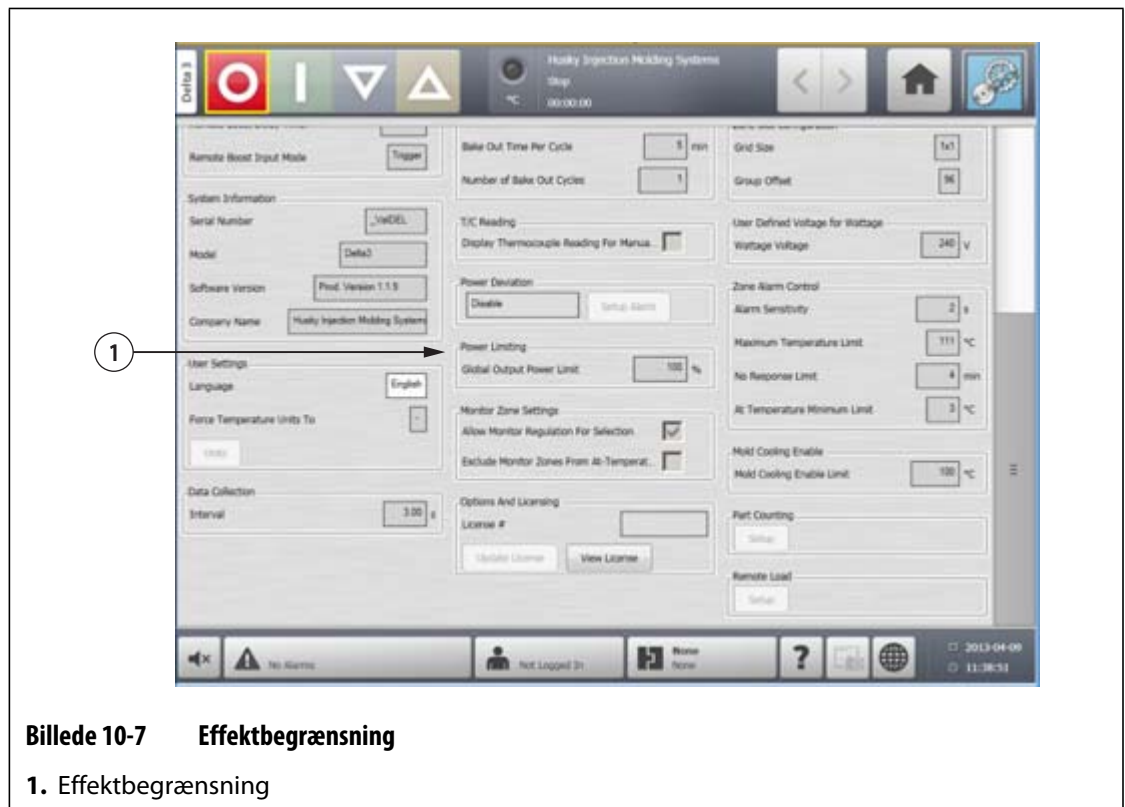 Delta 3
Husky Injection Molding Systems
Stop
°C
00:00:00
Remote Boost Input Mode
Trigger
System Information
Serial Number
_ValDEL
Model
Delta3
Software Version
Prod. Version 1.1.9
Company Name
Husky Injection Molding Systems
User Settings
Language
English
Force Temperature Units To
-
Units
Data Collection
Interval
3.00 s
Bake Out Time Per Cycle
5 min
Number of Bake Out Cycles
1
T/C Reading
Display Thermocouple Reading For Manua...
Power Deviation
Disable
Setup Alarm
Power Limiting
Global Output Power Limit
100 %
Monitor Zone Settings
Allow Monitor Regulation For Selection
Exclude Monitor Zones From At-Temperat...
Options And Licensing
License #
Update License
View License
Grid Size
1x1
Group Offset
96
User Defined Voltage for Wattage
Wattage Voltage
240 V
Zone Alarm Control
Alarm Sensitivity
2 s
Maximum Temperature Limit
111 °C
No Response Limit
4 min
At Temperature Minimum Limit
3 °C
Mold Cooling Enable
Mold Cooling Enable Limit
100 °C
Part Counting
Setup
Remote Load
Setup
No Alarms
Not Logged In
None
None
?
2013-04-09
11:38:51
1
Billede 10-7 Effektbegrænsning
1. Effektbegrænsning